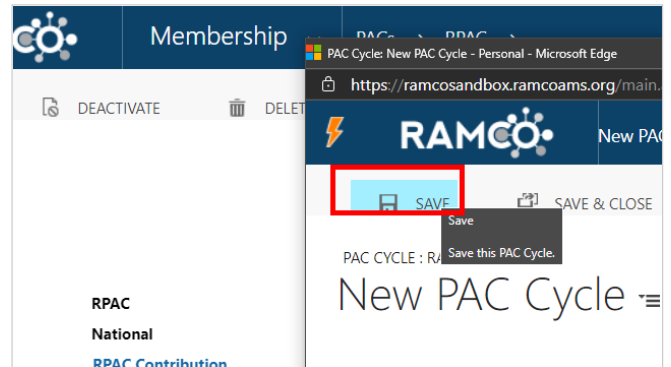 Membership
PACs > RPAC >
DEACTIVATE
DELET
RPAC
National
RPAC Contribution
PAC Cycle: New PAC Cycle - Personal - Microsoft Edge
https://ramcosandbox.ramcoams.org/main.
RAMCO
New PA
SAVE
SAVE & CLOSE
Save
Save this PAC Cycle.
PAC CYCLE : RA
New PAC Cycle